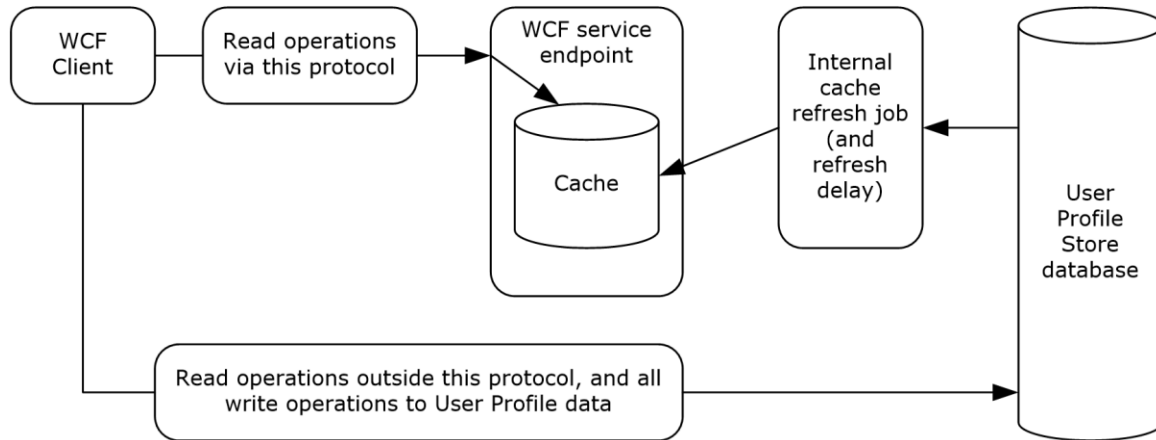 WCF
Client
Read operations
via this protocol
WCF service
endpoint
Cache
Internal
cache
refresh job
(and
refresh
delay)
User
Profile
Store
database
Read operations outside this protocol, and all
write operations to User Profile data